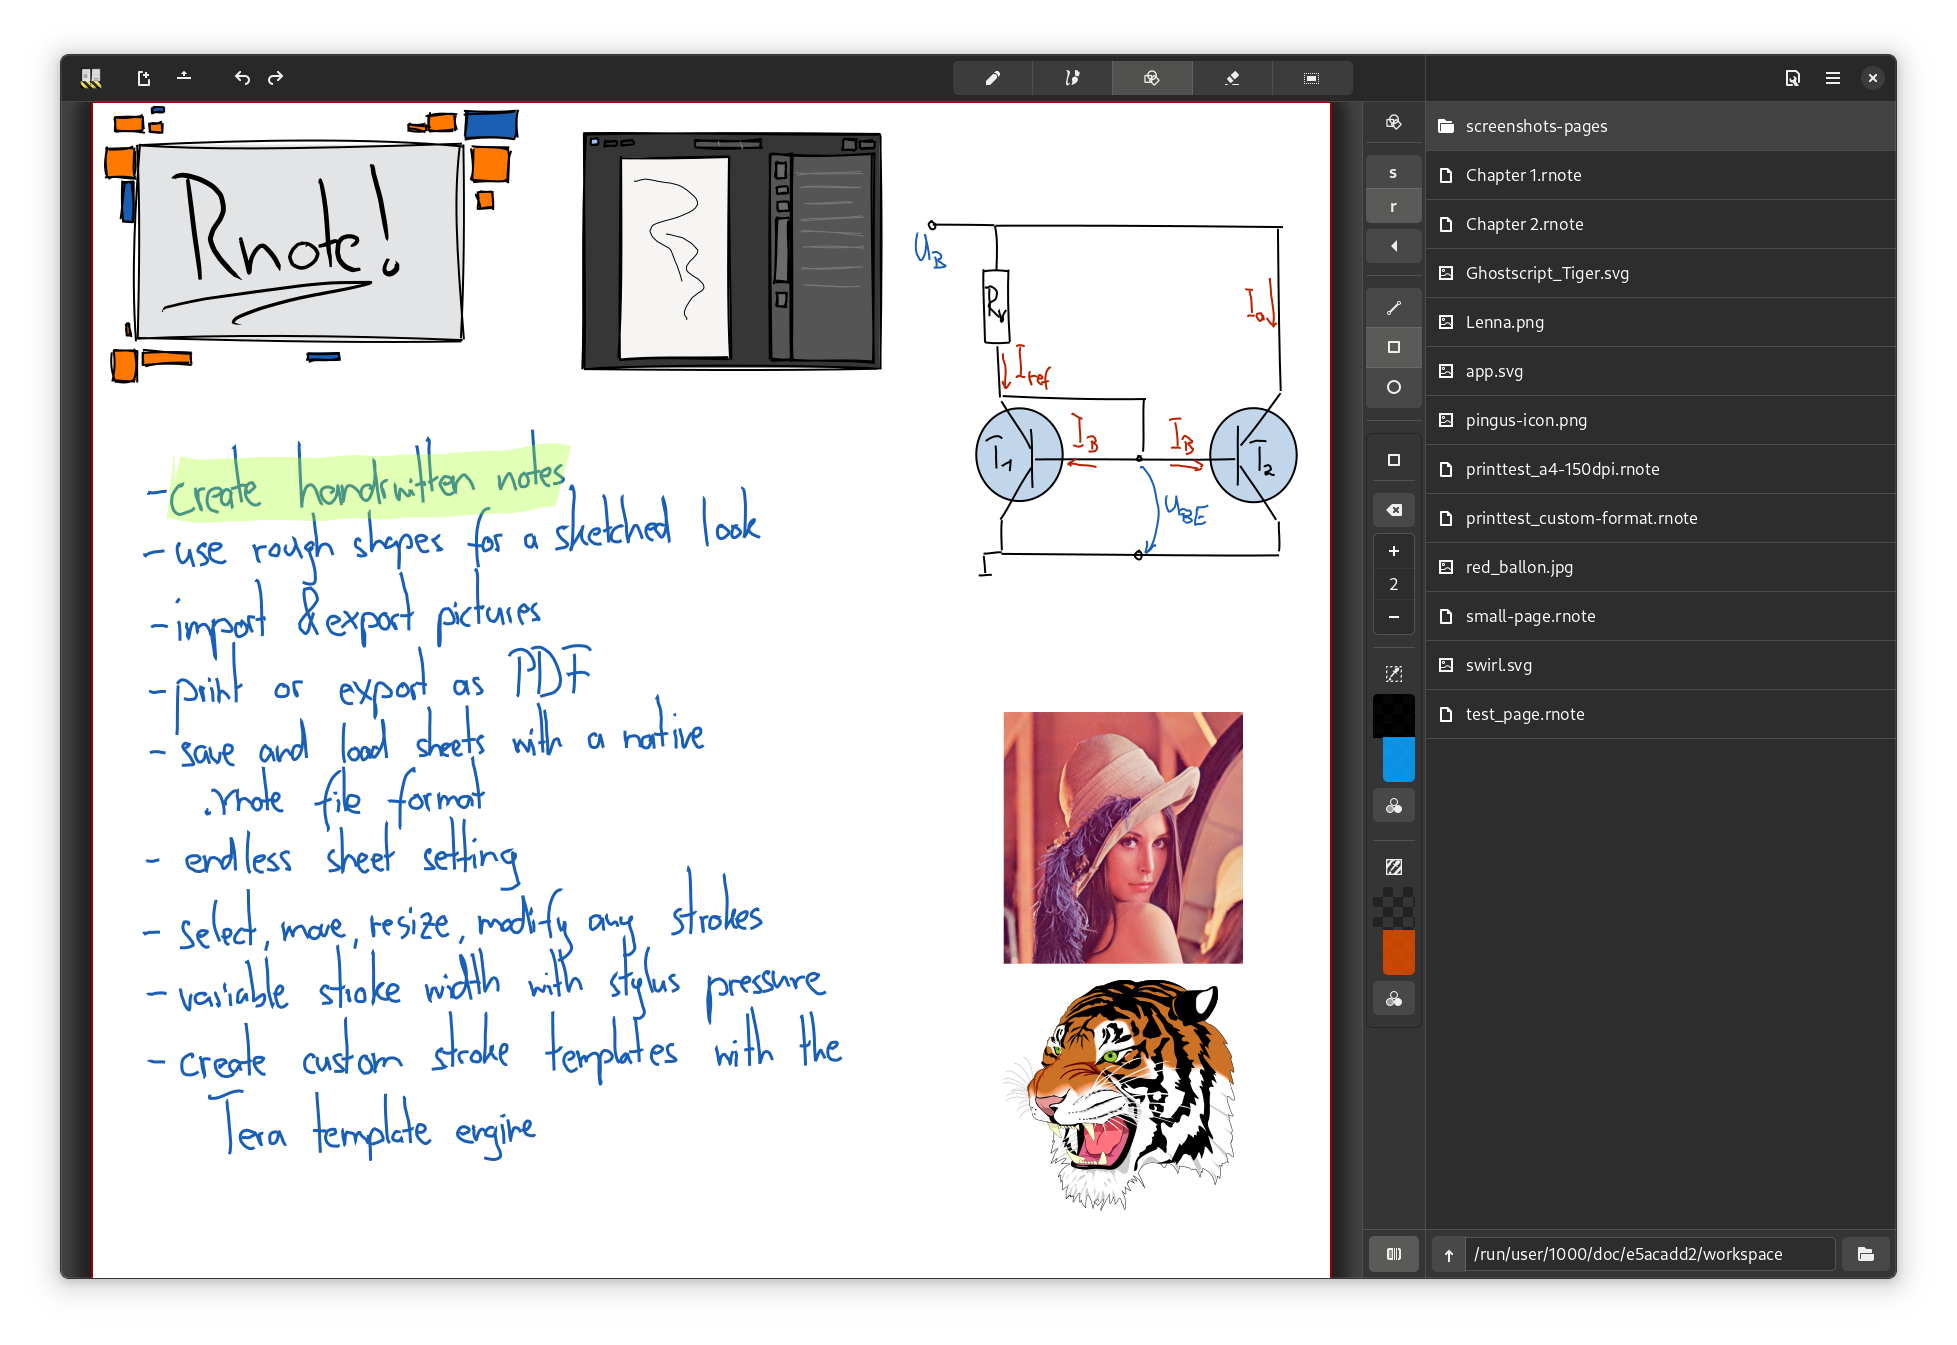 Rnote!
U_B
R_v
I_a
I_ref
I_B
I_B
T_1
T_2
U_BE
- create handwritten notes
- use rough shapes for a sketched look
- import & export pictures
- print or export as PDF
- save and load sheets with a native
.rnote file format
- endless sheet setting
- select, move, resize, modify any strokes
- variable stroke width with stylus pressure
- create custom stroke templates with the
Tera template engine
s
r
+
2
−
screenshots-pages
Chapter 1.rnote
Chapter 2.rnote
Ghostscript_Tiger.svg
Lenna.png
app.svg
pingus-icon.png
printtest_a4-150dpi.rnote
printtest_custom-format.rnote
red_ballon.jpg
small-page.rnote
swirl.svg
test_page.rnote
/run/user/1000/doc/e5acadd2/workspace